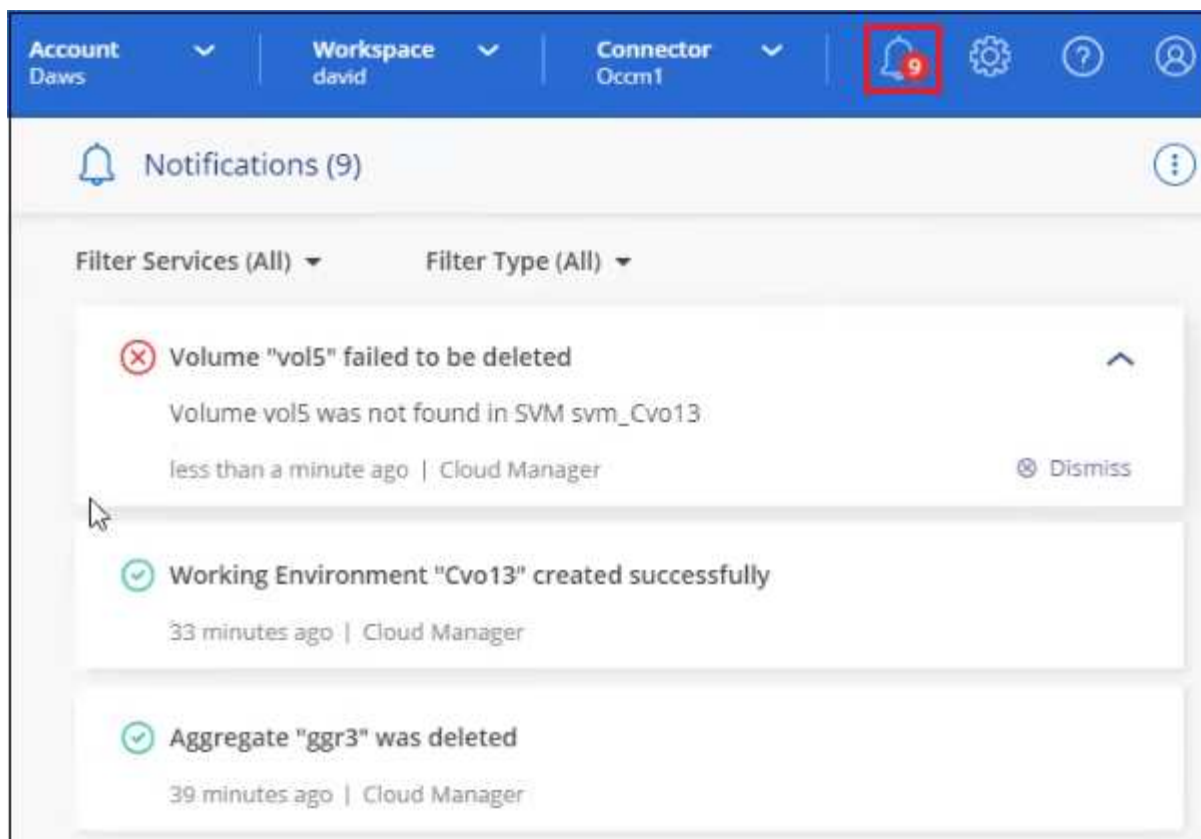 Account Workspace Connector
Daws david Occm1
9
?
Notifications (9)
Filter Services (All) Filter Type (All)
Volume "vol5" failed to be deleted
Volume vol5 was not found in SVM svm_Cvo13
less than a minute ago | Cloud Manager Dismiss
Working Environment "Cvo13" created successfully
33 minutes ago | Cloud Manager
Aggregate "ggr3" was deleted
39 minutes ago | Cloud Manager